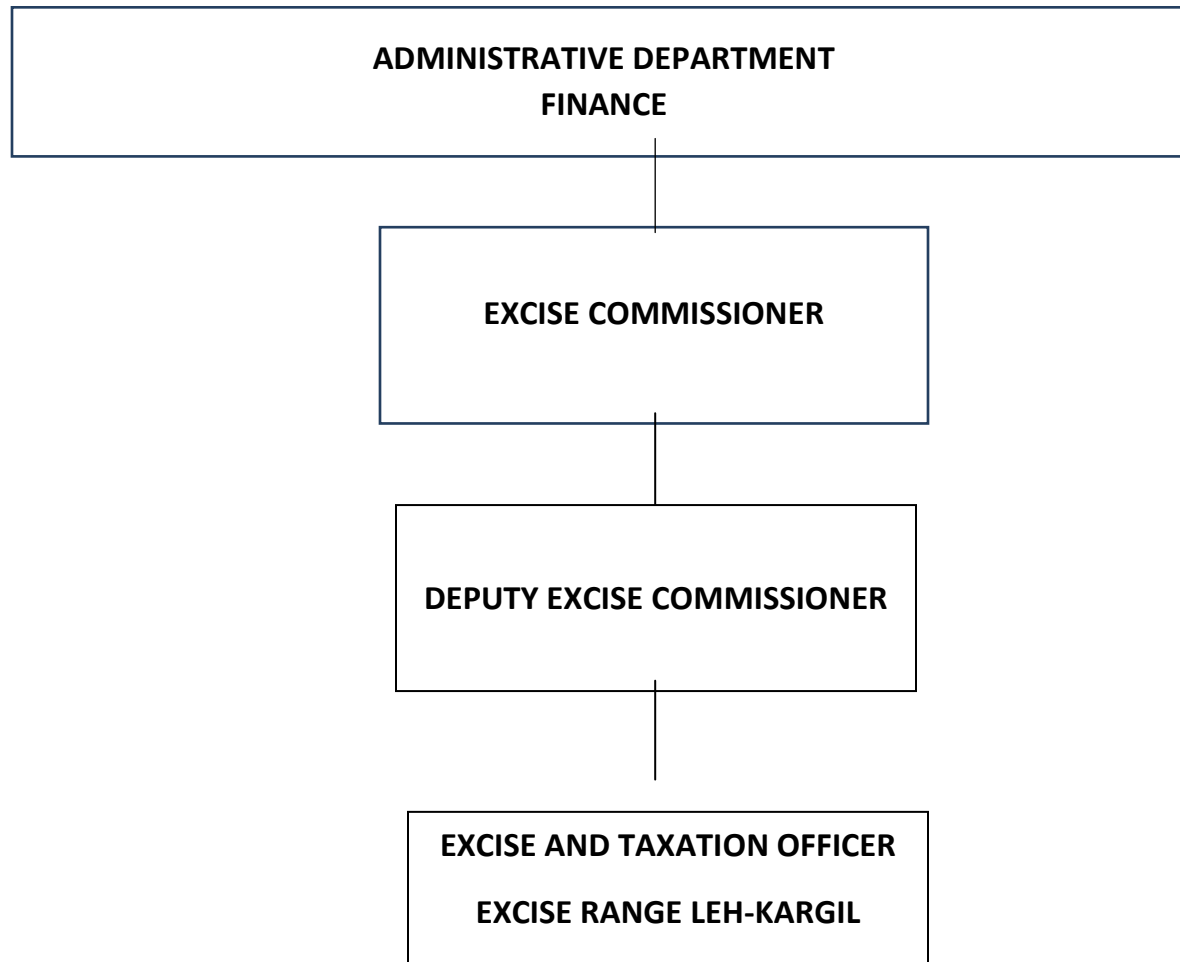 ADMINISTRATIVE DEPARTMENT
FINANCE
EXCISE COMMISSIONER
DEPUTY EXCISE COMMISSIONER
EXCISE AND TAXATION OFFICER
EXCISE RANGE LEH-KARGIL